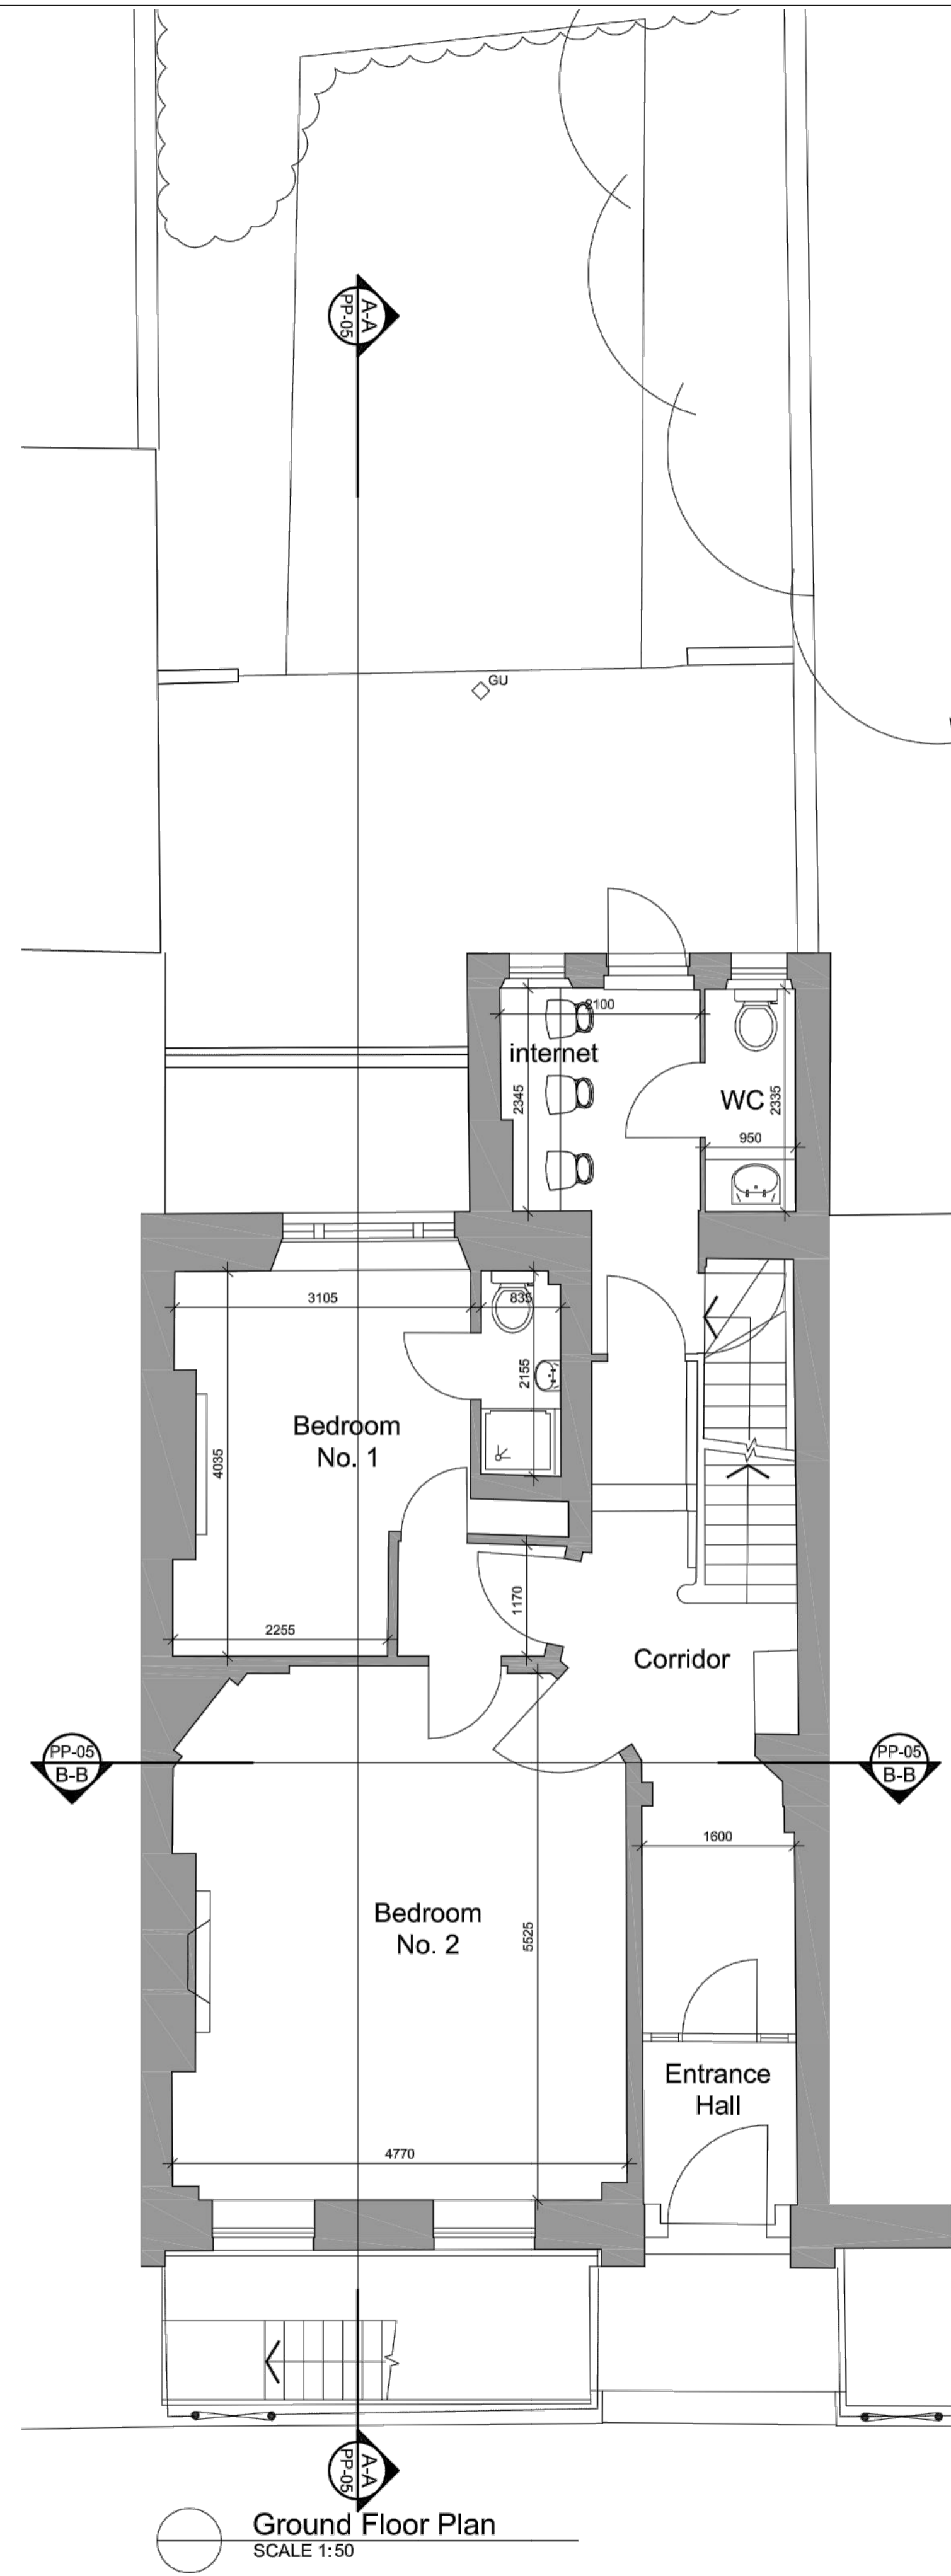 A-A
PP-05
GU
2100
internet
2345
WC
2335
950
3105
835
2155
Bedroom
No. 1
4035
1170
2255
Corridor
PP-05
B-B
PP-05
B-B
1600
Bedroom
No. 2
5525
Entrance
Hall
4770
A-A
PP-05
Ground Floor Plan
SCALE 1:50